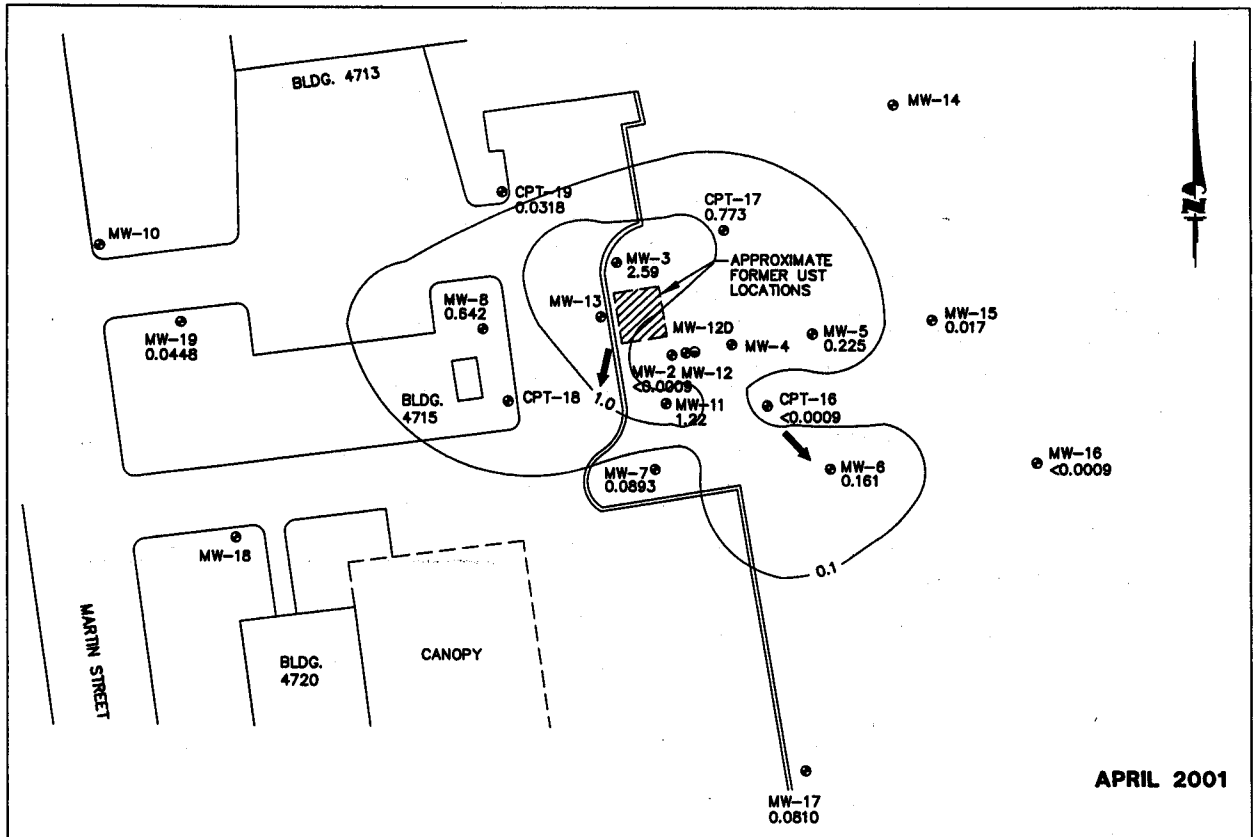 BLDG. 4713
MW-14
CPT-19
0.0318
CPT-17
0.773
N
MW-10
MW-3
2.59
APPROXIMATE
FORMER UST
LOCATIONS
MW-8
0.642
MW-13
MW-19
0.0448
MW-12D
MW-4
MW-5
0.225
MW-15
0.017
MW-2
<0.0009
MW-12
BLDG.
4715
CPT-18
1.0
MW-11
1.22
CPT-16
<0.0009
MW-7
0.0893
MW-6
0.161
MW-16
<0.0009
MW-18
0.1
MARTIN STREET
BLDG.
4720
CANOPY
APRIL 2001
MW-17
0.0810